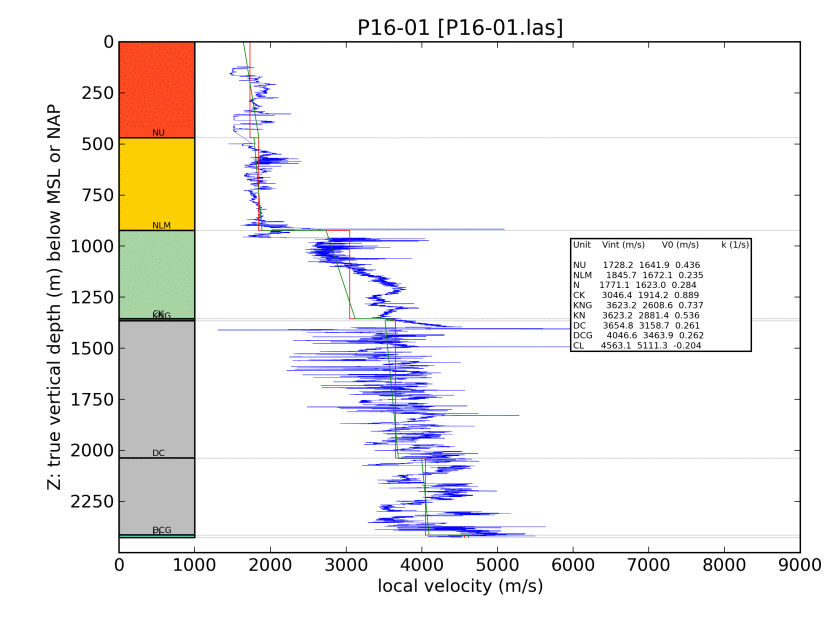 P16-01 [P16-01.las]
Z: true vertical depth (m) below MSL or NAP
0
250
500
750
1000
1250
1500
1750
2000
2250
NU
NLM
KNG
DC
DCG
Unit Vint (m/s) V0 (m/s) k (1/s)
NU 1728.2 1641.9 0.436
NLM 1845.7 1672.1 0.235
N 1771.1 1623.0 0.284
CK 3046.4 1914.2 0.889
KNG 3623.2 2608.6 0.737
KN 3623.2 2881.4 0.536
DC 3654.8 3158.7 0.261
DCG 4046.6 3463.9 0.262
CL 4563.1 5111.3 -0.204
0 1000 2000 3000 4000 5000 6000 7000 8000 9000
local velocity (m/s)